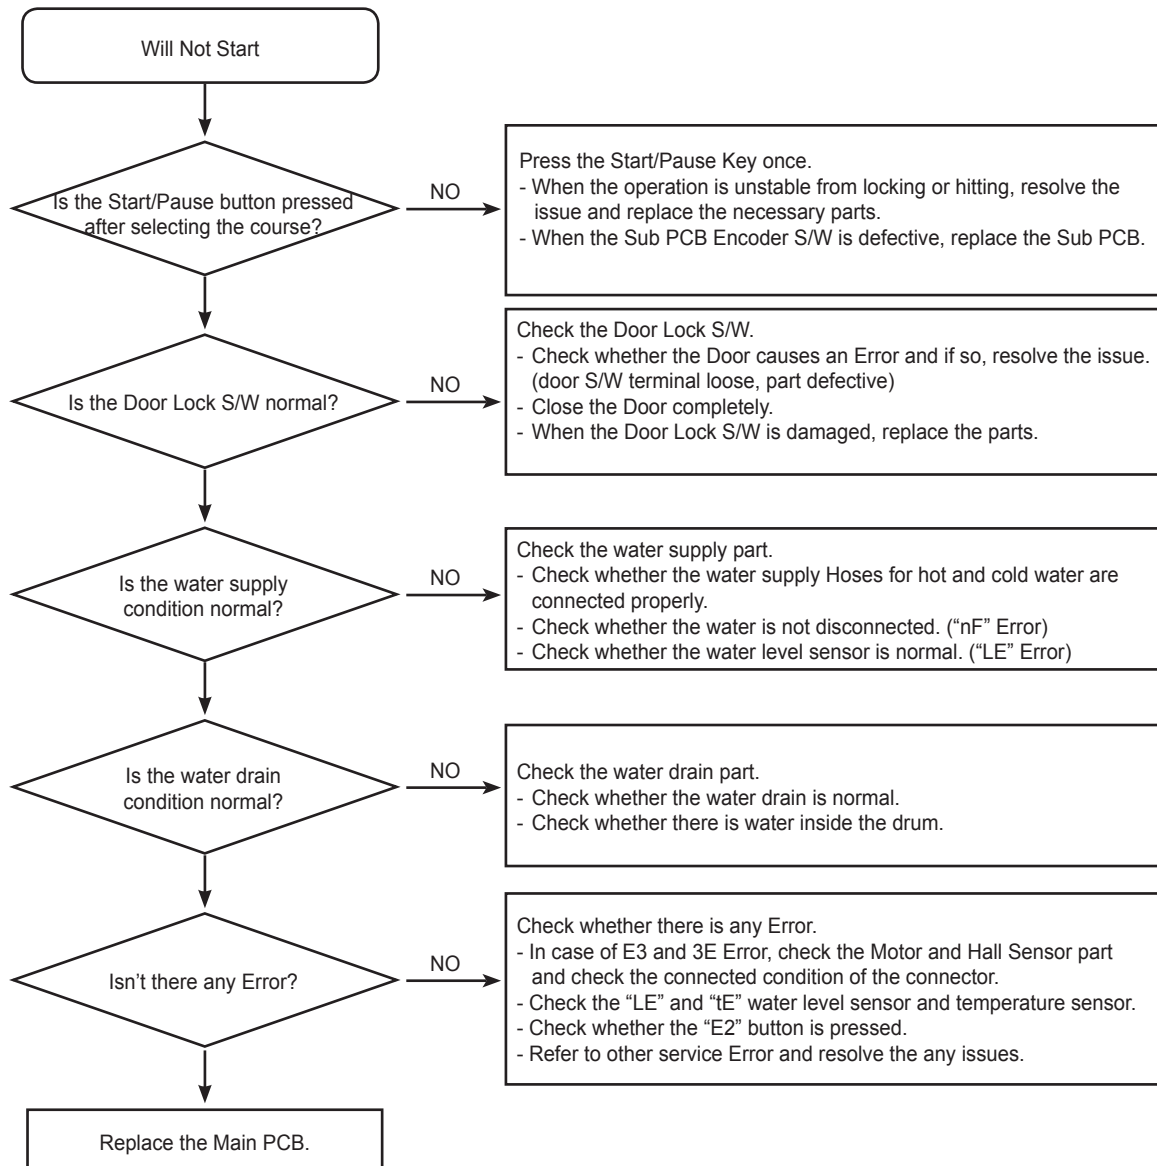 Will Not Start
Is the Start/Pause button pressed
after selecting the course?
NO
Press the Start/Pause Key once.
- When the operation is unstable from locking or hitting, resolve the
issue and replace the necessary parts.
- When the Sub PCB Encoder S/W is defective, replace the Sub PCB.
Is the Door Lock S/W normal?
NO
Check the Door Lock S/W.
- Check whether the Door causes an Error and if so, resolve the issue.
(door S/W terminal loose, part defective)
- Close the Door completely.
- When the Door Lock S/W is damaged, replace the parts.
Is the water supply
condition normal?
NO
Check the water supply part.
- Check whether the water supply Hoses for hot and cold water are
connected properly.
- Check whether the water is not disconnected. (“nF” Error)
- Check whether the water level sensor is normal. (“LE” Error)
Is the water drain
condition normal?
NO
Check the water drain part.
- Check whether the water drain is normal.
- Check whether there is water inside the drum.
Isn’t there any Error?
NO
Check whether there is any Error.
- In case of E3 and 3E Error, check the Motor and Hall Sensor part
and check the connected condition of the connector.
- Check the “LE” and “tE” water level sensor and temperature sensor.
- Check whether the “E2” button is pressed.
- Refer to other service Error and resolve the any issues.
Replace the Main PCB.